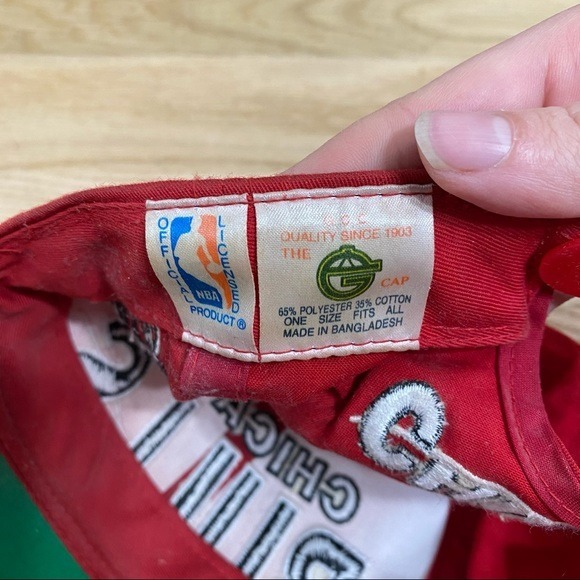 OFFICIAL
LICENSED
NBA
PRODUCT®
G.C.C.
QUALITY SINCE 1903
THE
G
CAP
65% POLYESTER 35% COTTON
ONE SIZE FITS ALL
MADE IN BANGLADESH